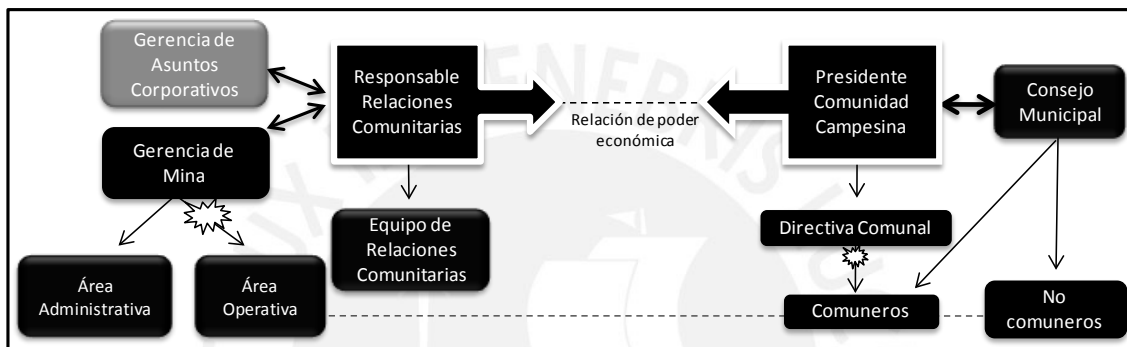 Gerencia de
Asuntos
Corporativos
Responsable
Relaciones
Comunitarias
Relación de poder
económica
Presidente
Comunidad
Campesina
Consejo
Municipal
Gerencia de
Mina
Equipo de
Relaciones
Comunitarias
Directiva Comunal
Área
Administrativa
Área
Operativa
Comuneros
No
comuneros